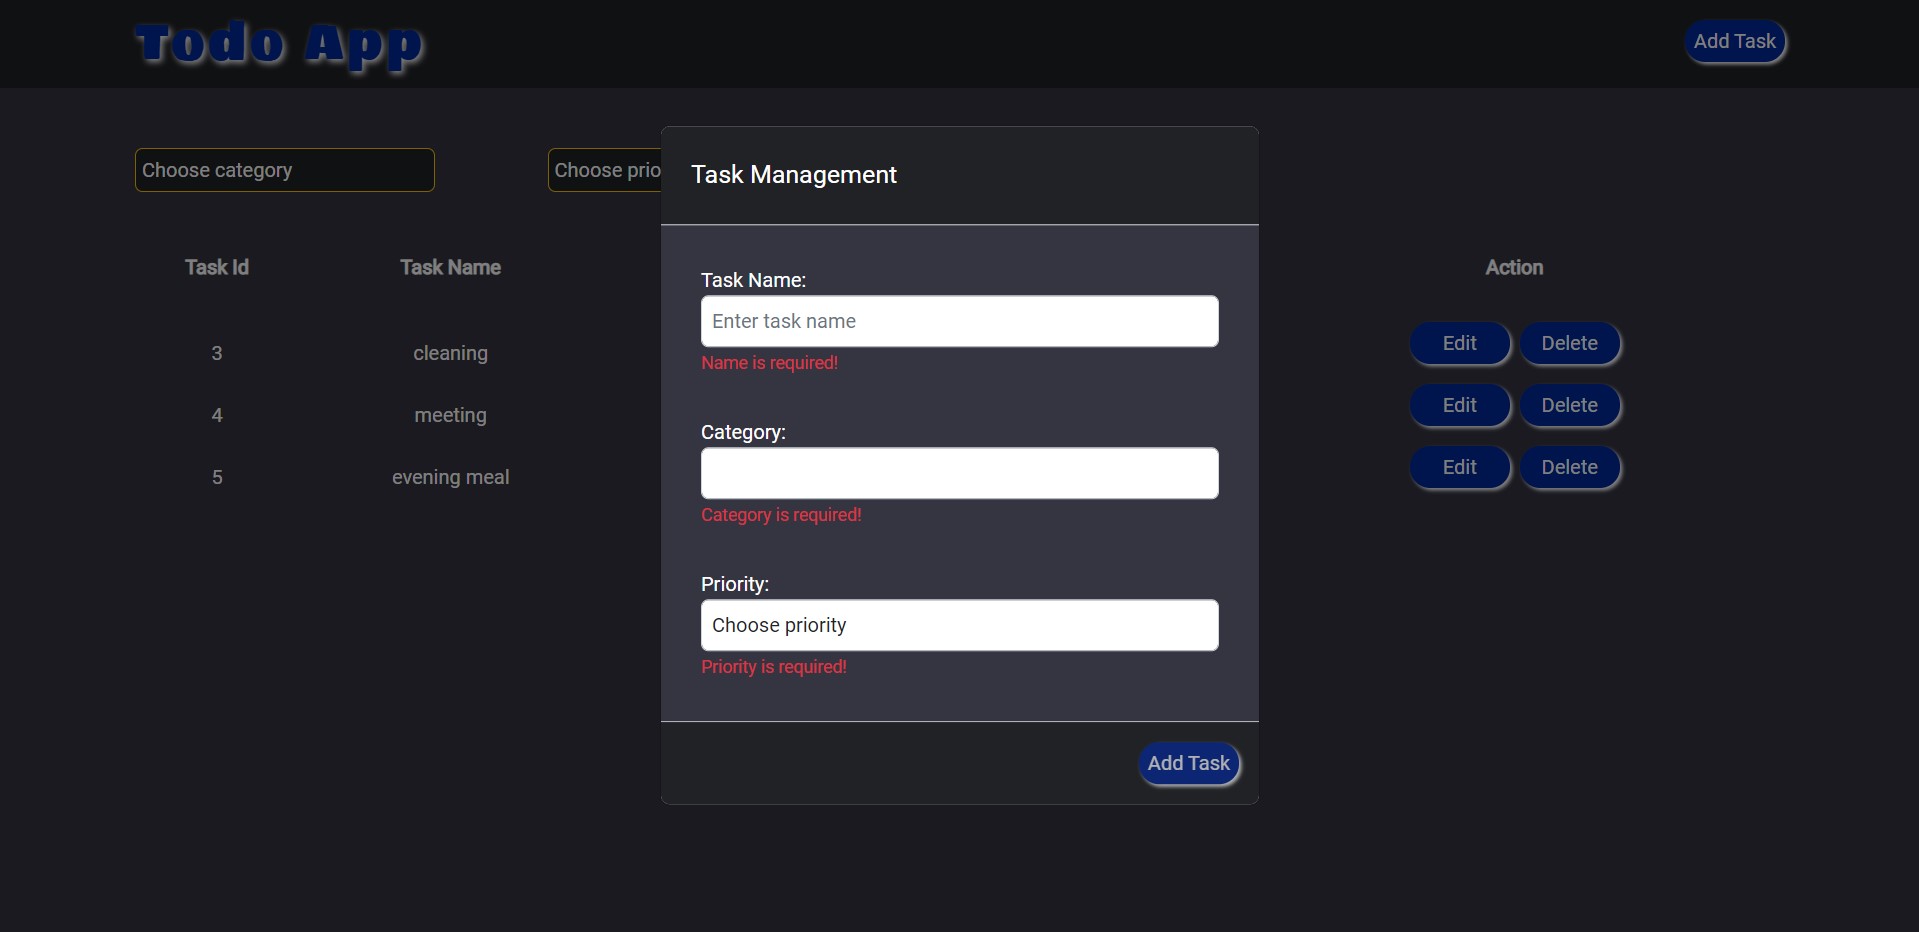 Todo App
Add Task
Choose category
Choose prio
Task Management
Task Id
Task Name
Action
3
cleaning
Edit
Delete
4
meeting
Edit
Delete
5
evening meal
Edit
Delete
Task Name:
Enter task name
Name is required!
Category:
Category is required!
Priority:
Choose priority
Priority is required!
Add Task